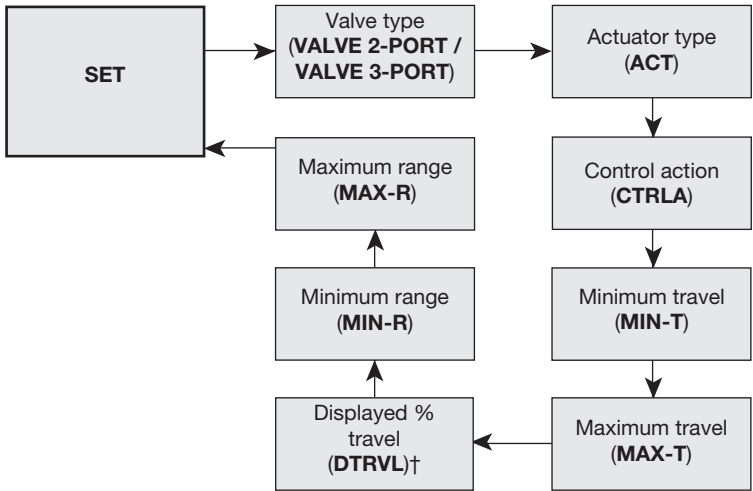 SET
Valve type
(VALVE 2-PORT /
VALVE 3-PORT)
Actuator type
(ACT)
Control action
(CTRLA)
Minimum travel
(MIN-T)
Maximum travel
(MAX-T)
Displayed %
travel
(DTRVL)†
Minimum range
(MIN-R)
Maximum range
(MAX-R)